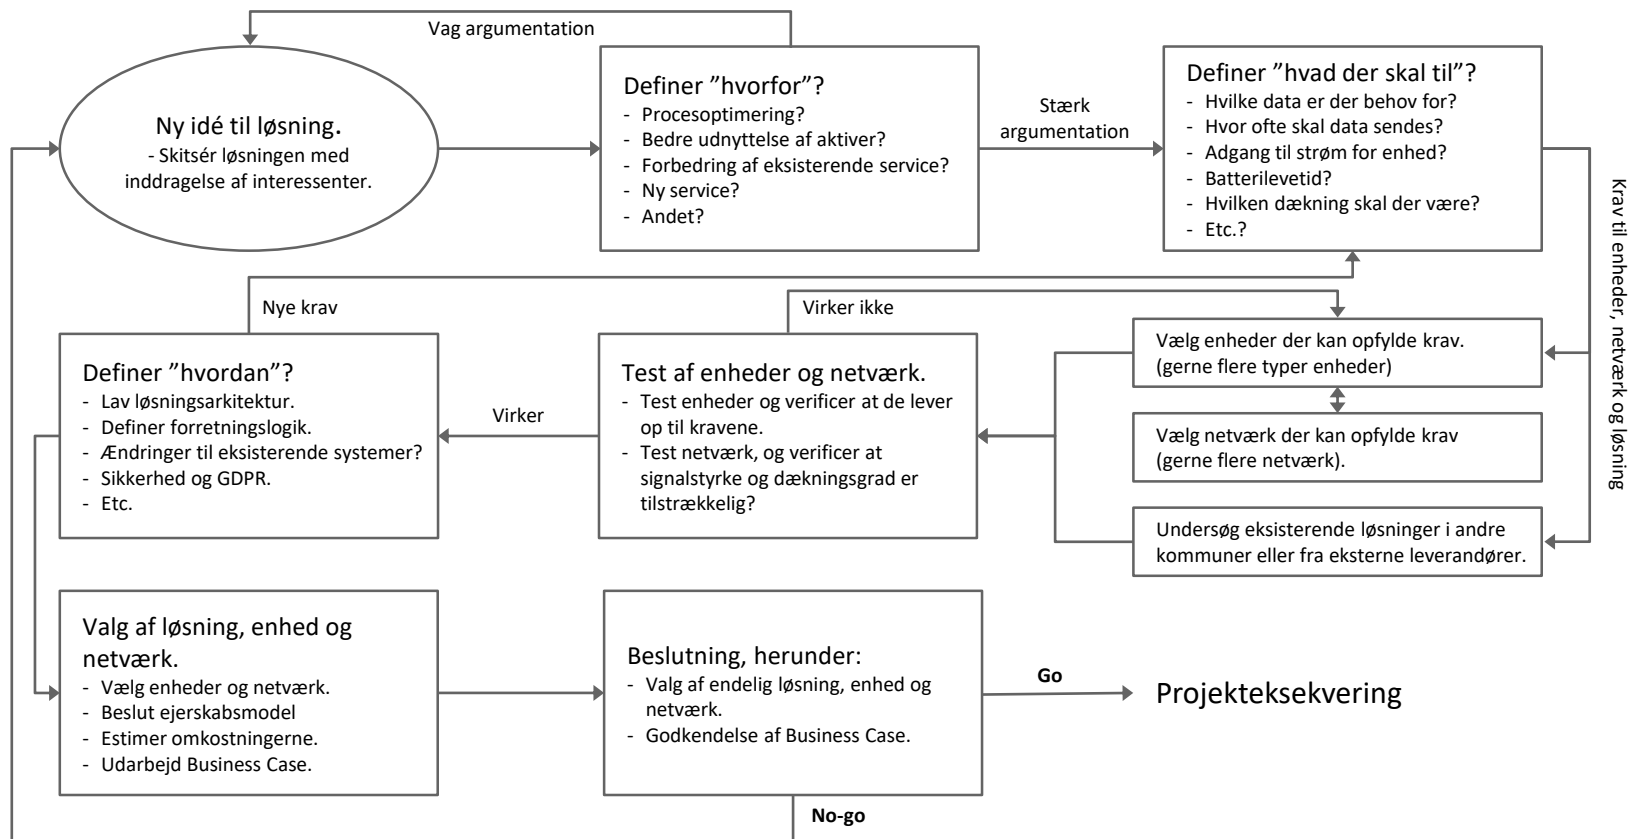 Vag argumentation
Ny idé til løsning.
- Skitsér løsningen med
inddragelse af interessenter.
Definer ”hvorfor”?
- Procesoptimering?
- Bedre udnyttelse af aktiver?
- Forbedring af eksisterende service?
- Ny service?
- Andet?
Stærk
argumentation
Definer ”hvad der skal til”?
- Hvilke data er der behov for?
- Hvor ofte skal data sendes?
- Adgang til strøm for enhed?
- Batterilevetid?
- Hvilken dækning skal der være?
- Etc.?
Krav til enheder, netværk og løsning
Nye krav
Virker ikke
Definer ”hvordan”?
- Lav løsningsarkitektur.
- Definer forretningslogik.
- Ændringer til eksisterende systemer?
- Sikkerhed og GDPR.
- Etc.
Virker
Test af enheder og netværk.
- Test enheder og verificer at de lever
op til kravene.
- Test netværk, og verificer at
signalstyrke og dækningsgrad er
tilstrækkelig?
Vælg enheder der kan opfylde krav.
(gerne flere typer enheder)
Vælg netværk der kan opfylde krav
(gerne flere netværk).
Undersøg eksisterende løsninger i andre
kommuner eller fra eksterne leverandører.
Valg af løsning, enhed og
netværk.
- Vælg enheder og netværk.
- Beslut ejerskabsmodel
- Estimer omkostningerne.
- Udarbejd Business Case.
Beslutning, herunder:
- Valg af endelig løsning, enhed og
netværk.
- Godkendelse af Business Case.
Go
Projekteksekvering
No-go